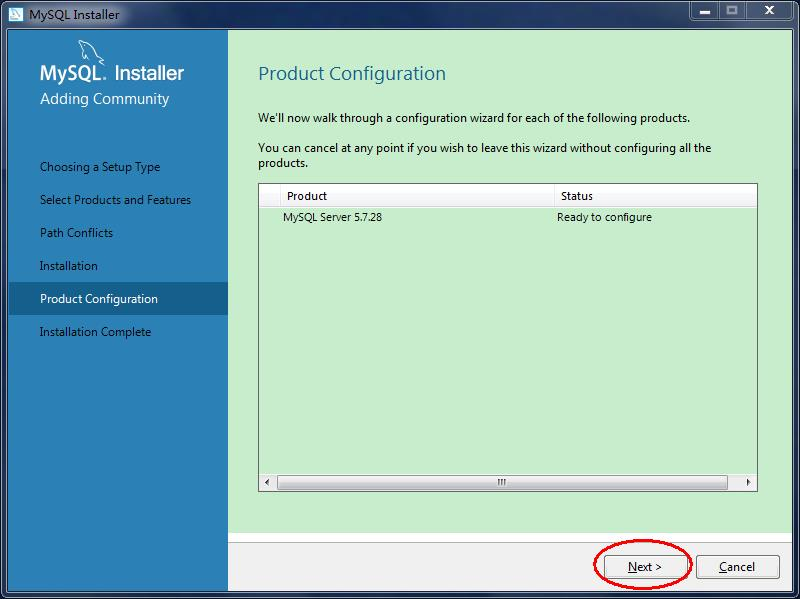 MySQL Installer
MySQL. Installer
Adding Community
Choosing a Setup Type
Select Products and Features
Path Conflicts
Installation
Product Configuration
Installation Complete
Product Configuration
We'll now walk through a configuration wizard for each of the following products.
You can cancel at any point if you wish to leave this wizard without configuring all the
products.
Product Status
MySQL Server 5.7.28 Ready to configure
Next > Cancel